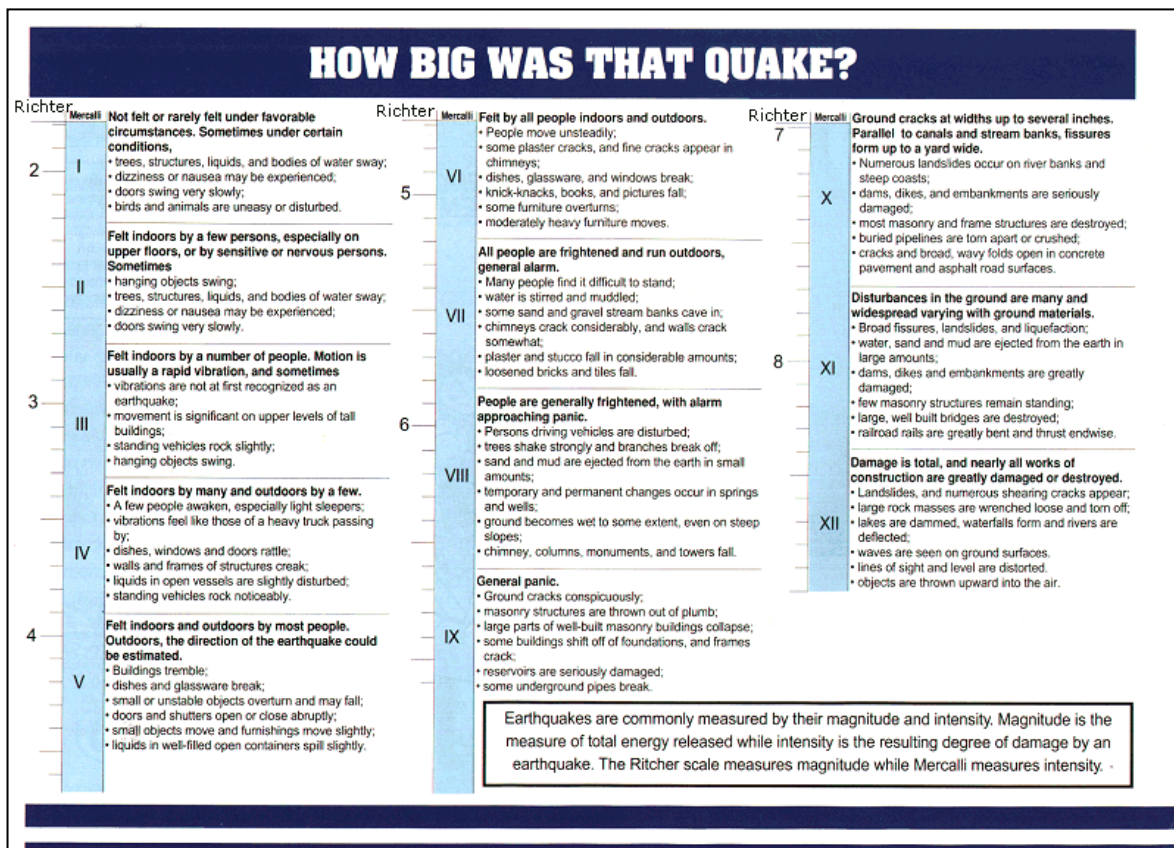 HOW BIG WAS THAT QUAKE?
Richter
Mercalli
2
3
4
I
Not felt or rarely felt under favorable
circumstances. Sometimes under certain
conditions,
• trees, structures, liquids, and bodies of water sway;
• dizziness or nausea may be experienced;
• doors swing very slowly;
• birds and animals are uneasy or disturbed.
II
Felt indoors by a few persons, especially on
upper floors, or by sensitive or nervous persons.
Sometimes
• hanging objects swing;
• trees, structures, liquids, and bodies of water sway;
• dizziness or nausea may be experienced;
• doors swing very slowly.
III
Felt indoors by a number of people. Motion is
usually a rapid vibration, and sometimes
• vibrations are not at first recognized as an
earthquake;
• movement is significant on upper levels of tall
buildings;
• standing vehicles rock slightly;
• hanging objects swing.
IV
Felt indoors by many and outdoors by a few.
• A few people awaken, especially light sleepers;
• vibrations feel like those of a heavy truck passing
by;
• dishes, windows and doors rattle;
• walls and frames of structures creak;
• liquids in open vessels are slightly disturbed;
• standing vehicles rock noticeably.
V
Felt indoors and outdoors by most people.
Outdoors, the direction of the earthquake could
be estimated.
• Buildings tremble;
• dishes and glassware break;
• small or unstable objects overturn and may fall;
• doors and shutters open or close abruptly;
• small objects move and furnishings move slightly;
• liquids in well-filled open containers spill slightly.
Richter
Mercalli
5
6
VI
Felt by all people indoors and outdoors.
• People move unsteadily;
• some plaster cracks, and fine cracks appear in
chimneys;
• dishes, glassware, and windows break;
• knick-knacks, books, and pictures fall;
• some furniture overturns;
• moderately heavy furniture moves.
VII
All people are frightened and run outdoors,
general alarm.
• Many people find it difficult to stand;
• water is stirred and muddled;
• some sand and gravel stream banks cave in;
• chimneys crack considerably, and walls crack
somewhat;
• plaster and stucco fall in considerable amounts;
• loosened bricks and tiles fall.
VIII
People are generally frightened, with alarm
approaching panic.
• Persons driving vehicles are disturbed;
• trees shake strongly and branches break off;
• sand and mud are ejected from the earth in small
amounts;
• temporary and permanent changes occur in springs
and wells;
• ground becomes wet to some extent, even on steep
slopes;
• chimney, columns, monuments, and towers fall.
IX
General panic.
• Ground cracks conspicuously;
• masonry structures are thrown out of plumb;
• large parts of well-built masonry buildings collapse;
• some buildings shift off of foundations, and frames
crack;
• reservoirs are seriously damaged;
• some underground pipes break.
Richter
Mercalli
7
8
X
Ground cracks at widths up to several inches.
Parallel to canals and stream banks, fissures
form up to a yard wide.
• Numerous landslides occur on river banks and
steep coasts;
• dams, dikes, and embankments are seriously
damaged;
• most masonry and frame structures are destroyed;
• buried pipelines are torn apart or crushed;
• cracks and broad, wavy folds open in concrete
pavement and asphalt road surfaces.
XI
Disturbances in the ground are many and
widespread varying with ground materials.
• Broad fissures, landslides, and liquefaction;
• water, sand and mud are ejected from the earth in
large amounts;
• dams, dikes and embankments are greatly
damaged;
• few masonry structures remain standing;
• large, well built bridges are destroyed;
• railroad rails are greatly bent and thrust endwise.
XII
Damage is total, and nearly all works of
construction are greatly damaged or destroyed.
• Landslides, and numerous shearing cracks appear;
• large rock masses are wrenched loose and torn off;
• lakes are dammed, waterfalls form and rivers are
deflected;
• waves are seen on ground surfaces.
• lines of sight and level are distorted.
• objects are thrown upward into the air.
Earthquakes are commonly measured by their magnitude and intensity. Magnitude is the
measure of total energy released while intensity is the resulting degree of damage by an
earthquake. The Ritcher scale measures magnitude while Mercalli measures intensity.